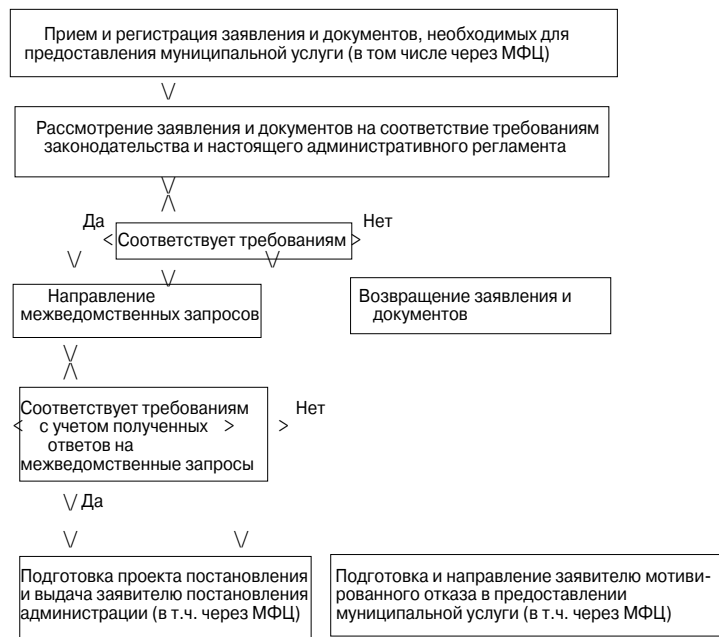 Прием и регистрация заявления и документов, необходимых для
предоставления муниципальной услуги (в том числе через МФЦ)
\/
Рассмотрение заявления и документов на соответствие требованиям
законодательства и настоящего административного регламента
\/
/\
Да
Нет
< Соответствует требованиям >
\/ \/ \/
Направление
межведомственных запросов
Возвращение заявления и
документов
\/
/\
Соответствует требованиям
< с учетом полученных > > Нет
ответов на
межведомственные запросы
\/ Да
\/ \/
Подготовка проекта постановления
и выдача заявителю постановления
администрации (в т.ч. через МФЦ)
Подготовка и направление заявителю мотиви-
рованного отказа в предоставлении
муниципальной услуги (в т.ч. через МФЦ)